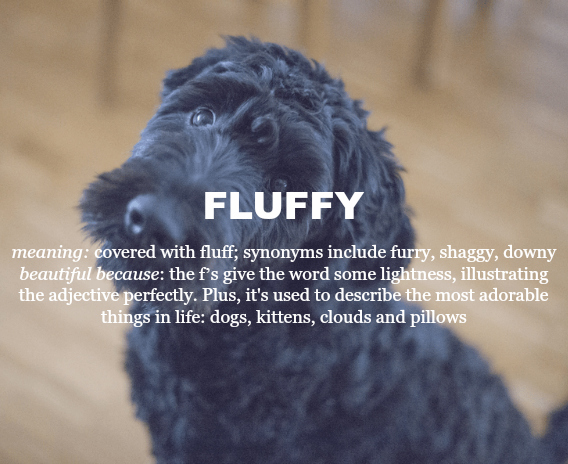 FLUFFY
meaning: covered with fluff; synonyms include furry, shaggy, downy
beautiful because: the f’s give the word some lightness, illustrating
the adjective perfectly. Plus, it's used to describe the most adorable
things in life: dogs, kittens, clouds and pillows